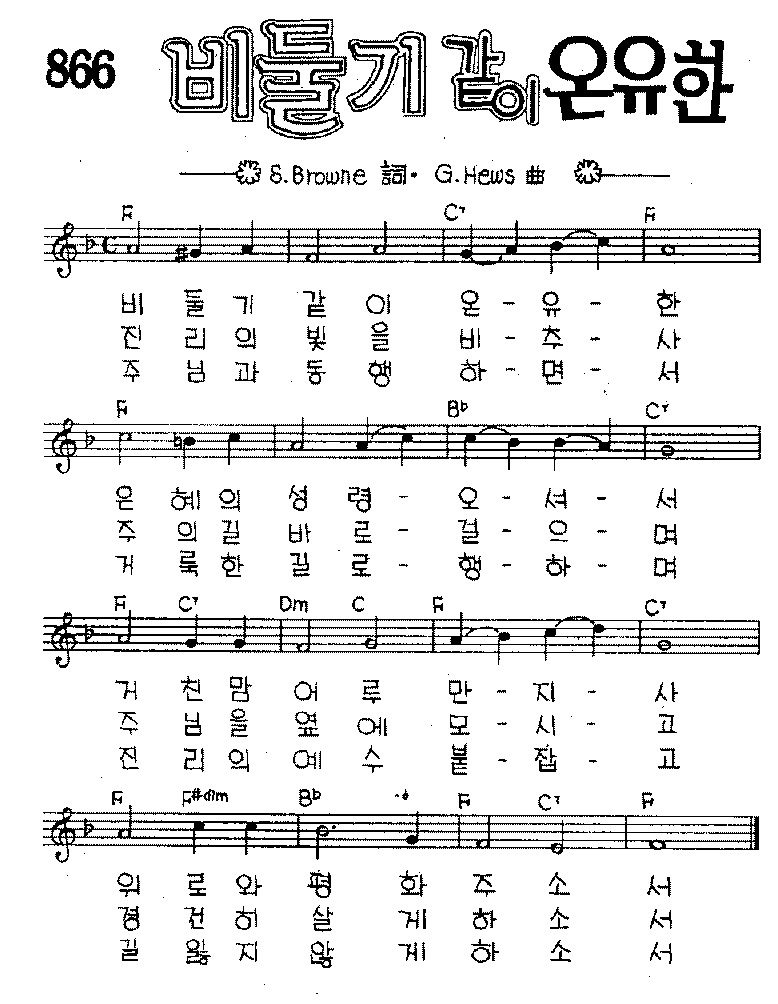 866 비둘기 같이 온유한
S.Browne 詞· G.Hews 曲
F C7 F
비 둘 기 같 이 온 - 유 - 한
진 리 의 빛 을 비 - 추 - 사
주 님 과 동 행 하 - 면 - 서
F Bb C7
은 혜 의 성 령 - 오 - 셔 - 서
주 의 길 바 로 - 걸 - 으 - 며
거 룩 한 길 로 - 행 - 하 - 며
F C7 Dm C F C7
거 친 맘 어 루 만 - 지 - 사
주 님 을 옆 에 모 - 시 - 고
진 리 의 예 수 붙 - 잡 - 고
F F#dim Bb F C7 F
위 로 와 평 화 주 소 서
경 건 히 살 게 하 소 서
길 잃 지 않 게 하 소 서